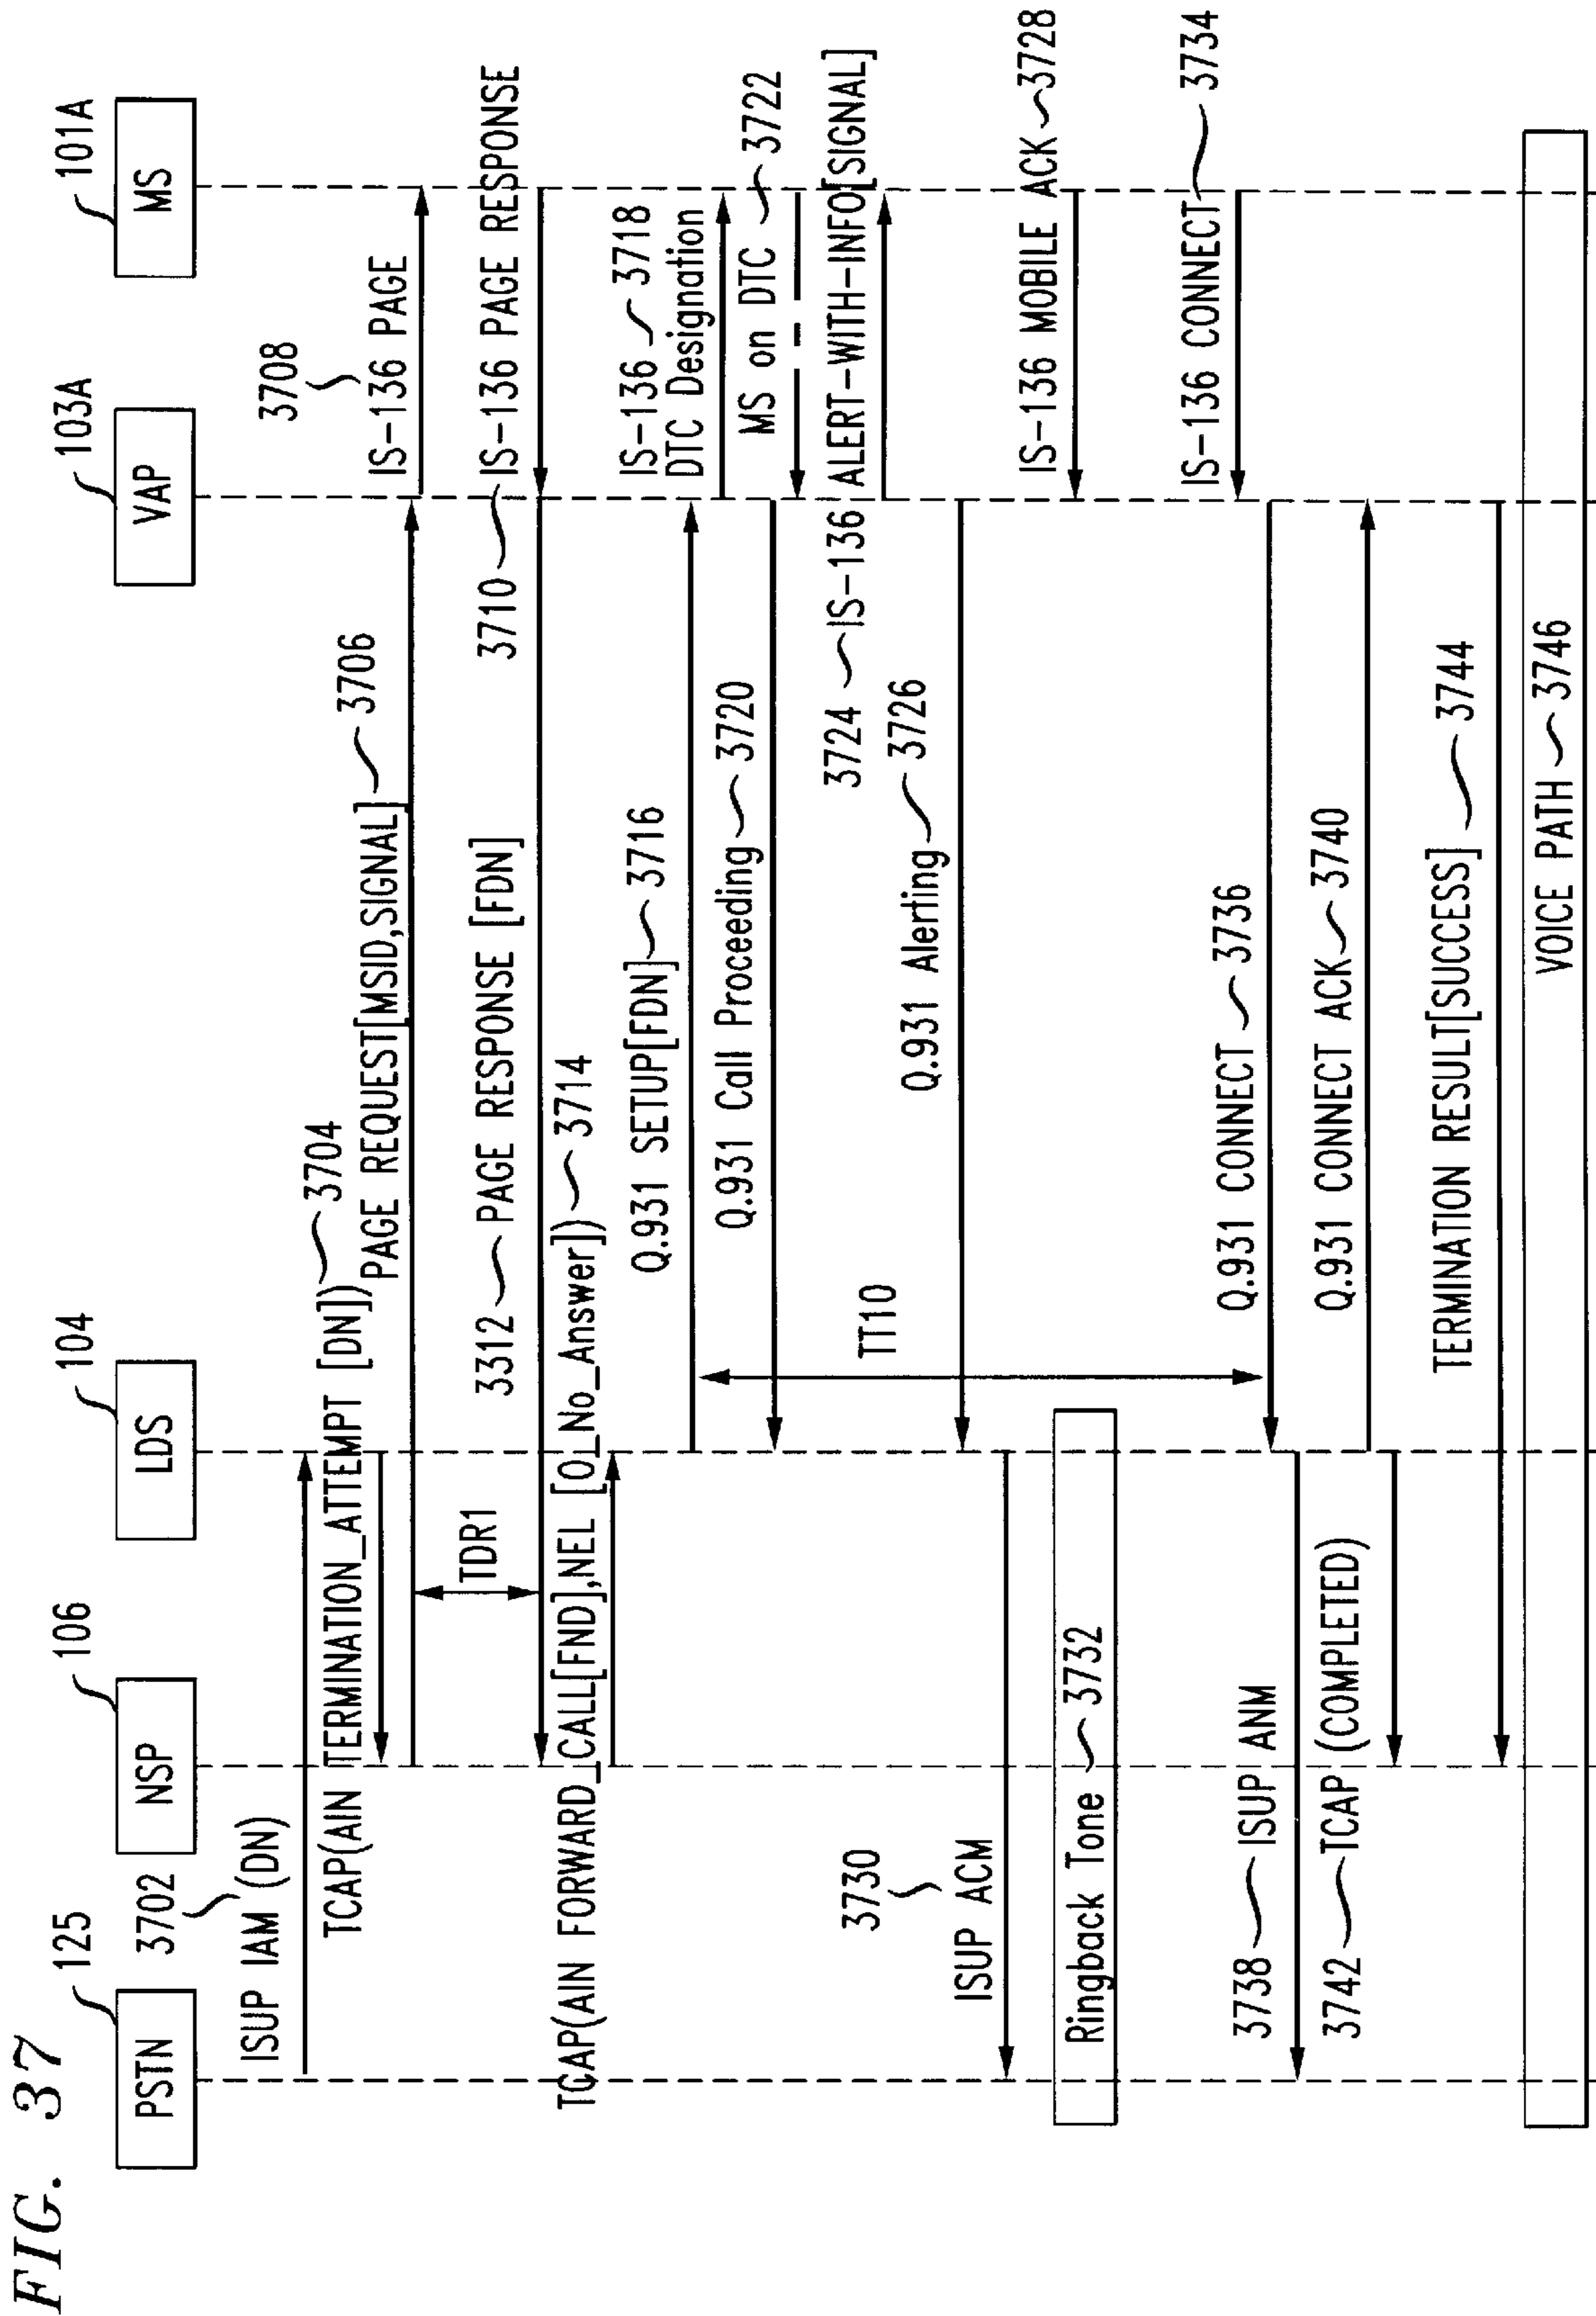 FIG. 37
PSTN 125
NSP 106
LDS 104
VAP 103A
MS 101A
3702
ISUP IAM (DN)
TCAP(AIN TERMINATION_ATTEMPT [DN]) 3704
PAGE REQUEST[MSID,SIGNAL] 3706
3708
IS-136 PAGE
TDR1
3710 IS-136 PAGE RESPONSE
3312 PAGE RESPONSE [FDN]
TCAP(AIN FORWARD_CALL[FND],NEL [O_No_Answer]) 3714
Q.931 SETUP[FDN] 3716
IS-136 3718
DTC Designation
Q.931 Call Proceeding 3720
MS on DTC 3722
3724 IS-136 ALERT-WITH-INFO[SIGNAL]
Q.931 Alerting 3726
TT10
3730
ISUP ACM
IS-136 MOBILE ACK 3728
Ringback Tone 3732
IS-136 CONNECT 3734
Q.931 CONNECT 3736
3738 ISUP ANM
Q.931 CONNECT ACK 3740
3742 TCAP (COMPLETED)
TERMINATION RESULT[SUCCESS] 3744
VOICE PATH 3746